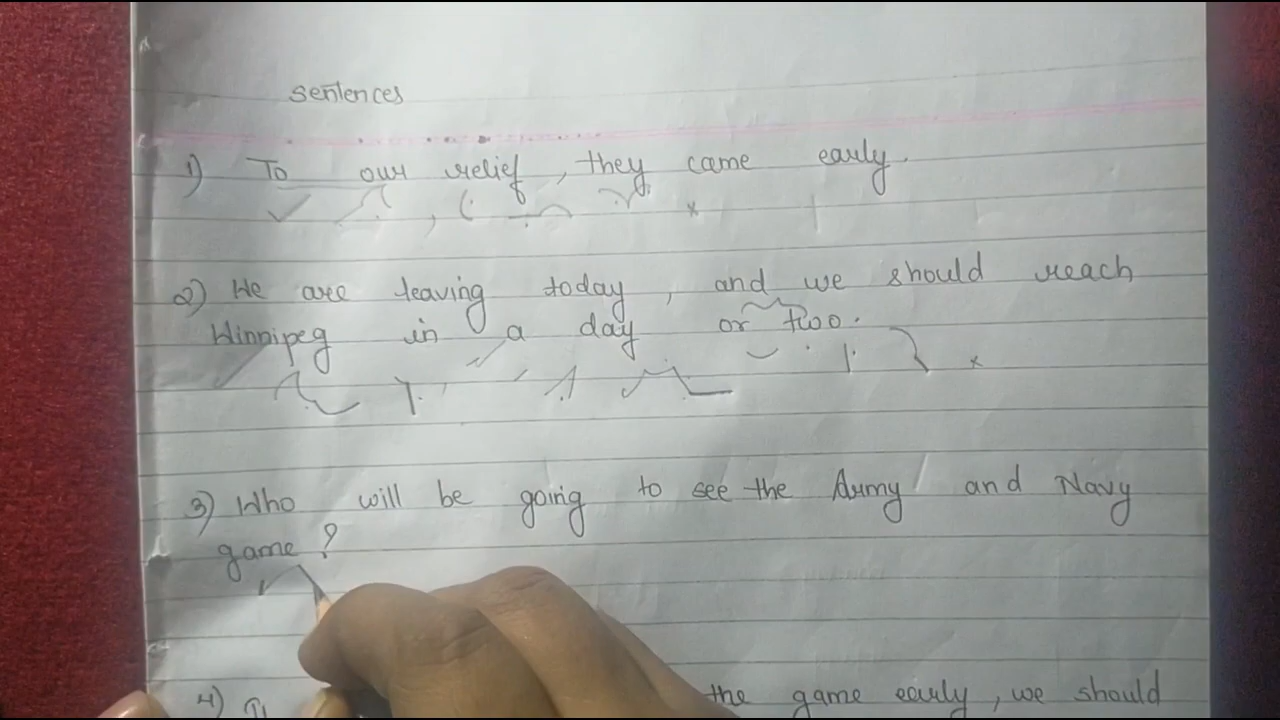 sentences
1) To our relief, they came early.
2) We are leaving today, and we should reach
Winnipeg in a day or two.
3) Who will be going to see the Army and Navy
game?
4) the game early, we should